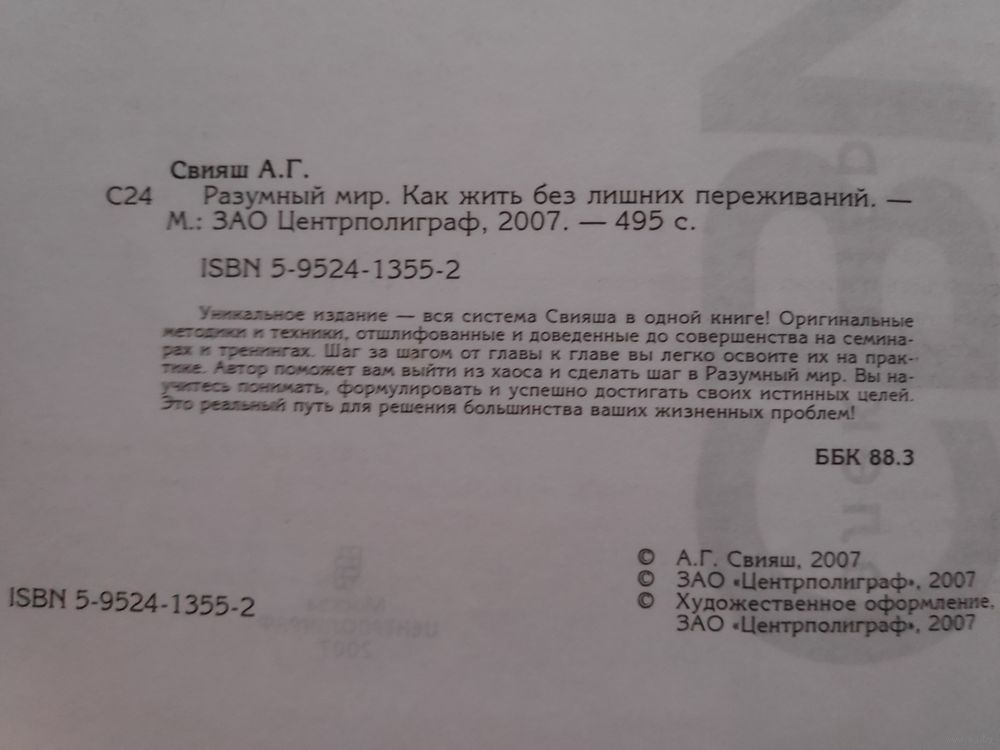 Свияш А.Г.
С24 Разумный мир. Как жить без лишних переживаний. —
М.: ЗАО Центрполиграф, 2007. — 495 с.
ISBN 5-9524-1355-2
Уникальное издание — вся система Свияша в одной книге! Оригинальные
методики и техники, отшлифованные и доведенные до совершенства на семина-
рах и тренингах. Шаг за шагом от главы к главе вы легко освоите их на прак-
тике. Автор поможет вам выйти из хаоса и сделать шаг в Разумный мир. Вы на-
учитесь понимать, формулировать и успешно достигать своих истинных целей.
Это реальный путь для решения большинства ваших жизненных проблем!
ББК 88.3
© А.Г. Свияш, 2007
© ЗАО «Центрполиграф», 2007
© Художественное оформление,
ЗАО «Центрполиграф», 2007
ISBN 5-9524-1355-2
Москва
ЦЕНТРПОЛИГРАФ
2007